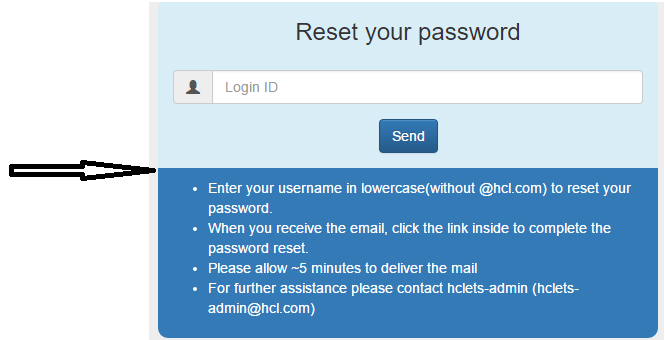 Reset your password
Login ID
Send
• Enter your username in lowercase(without @hcl.com) to reset your
password.
• When you receive the email, click the link inside to complete the
password reset.
• Please allow ~5 minutes to deliver the mail
• For further assistance please contact hclets-admin (hclets-
admin@hcl.com)